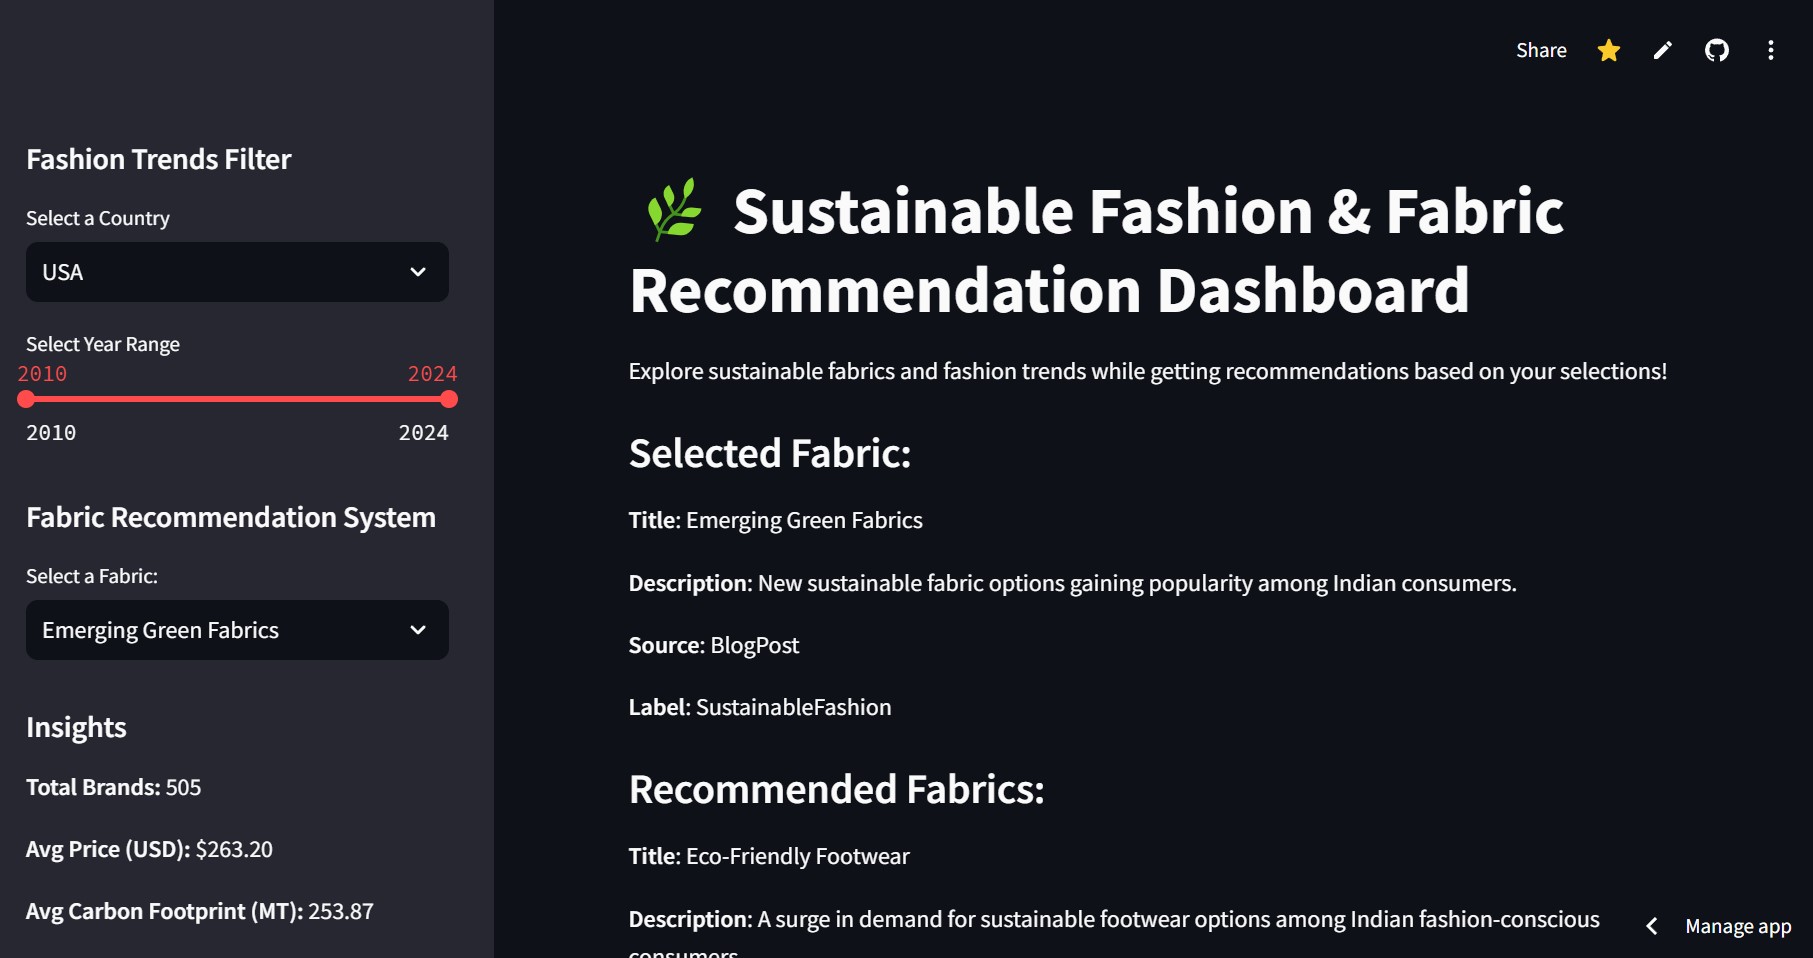 Fashion Trends Filter
Select a Country
USA
Select Year Range
2010 2024
2010 2024
Fabric Recommendation System
Select a Fabric:
Emerging Green Fabrics
Insights
Total Brands: 505
Avg Price (USD): $263.20
Avg Carbon Footprint (MT): 253.87
Share
Sustainable Fashion & Fabric
Recommendation Dashboard
Explore sustainable fabrics and fashion trends while getting recommendations based on your selections!
Selected Fabric:
Title: Emerging Green Fabrics
Description: New sustainable fabric options gaining popularity among Indian consumers.
Source: BlogPost
Label: SustainableFashion
Recommended Fabrics:
Title: Eco-Friendly Footwear
Description: A surge in demand for sustainable footwear options among Indian fashion-conscious
consumers.
Manage app